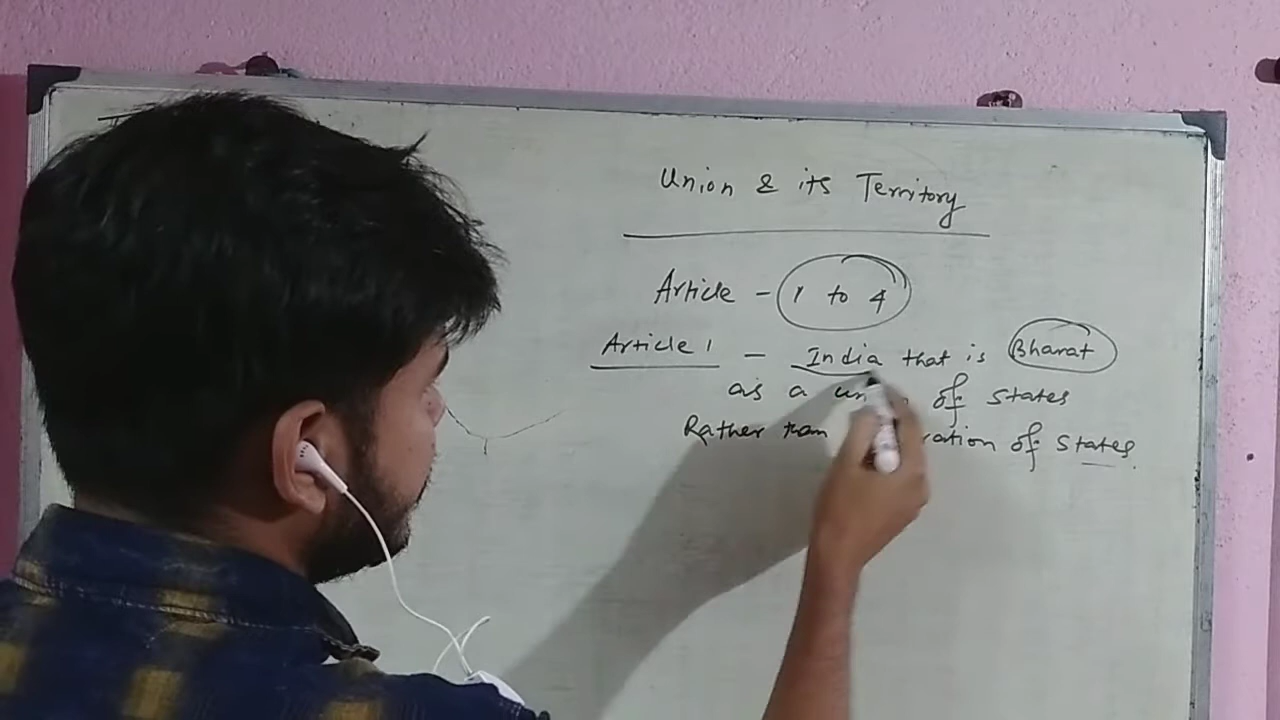 Union & its Territory
Article - 1 to 4
Article 1 - India that is Bharat
as a un of States
Rather than ration of States.